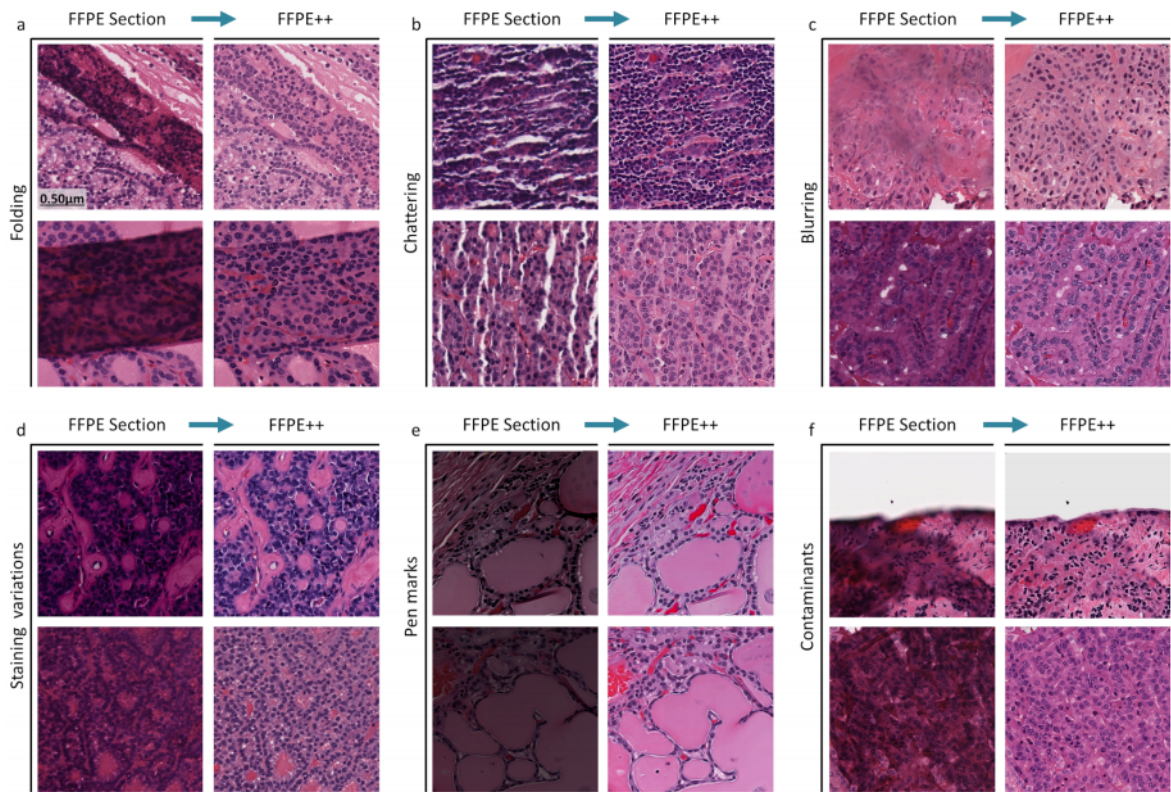 a
FFPE Section FFPE++
0.50µm
Folding
b
FFPE Section FFPE++
Chattering
c
FFPE Section FFPE++
Blurring
d
FFPE Section FFPE++
Staining variations
e
FFPE Section FFPE++
Pen marks
f
FFPE Section FFPE++
Contaminants